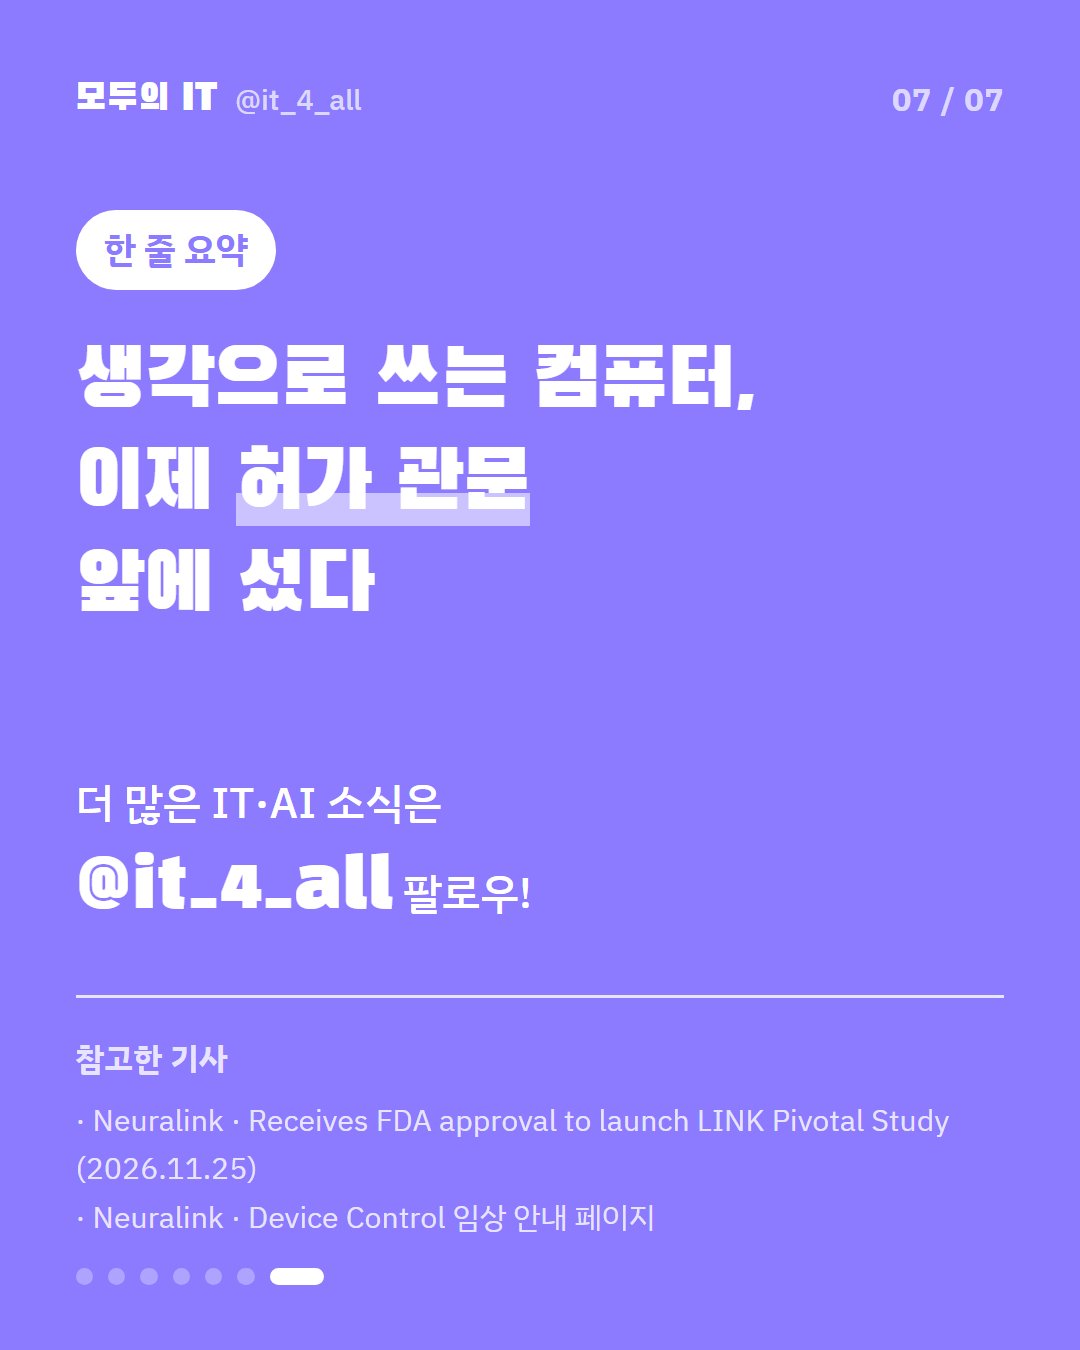 모두의 IT @it_4_all
07 / 07
한 줄 요약
생각으로 쓰는 컴퓨터,
이제 허가 관문
앞에 섰다
더 많은 IT·AI 소식은
@it_4_all 팔로우!
참고한 기사
· Neuralink · Receives FDA approval to launch LINK Pivotal Study
(2026.11.25)
· Neuralink · Device Control 임상 안내 페이지